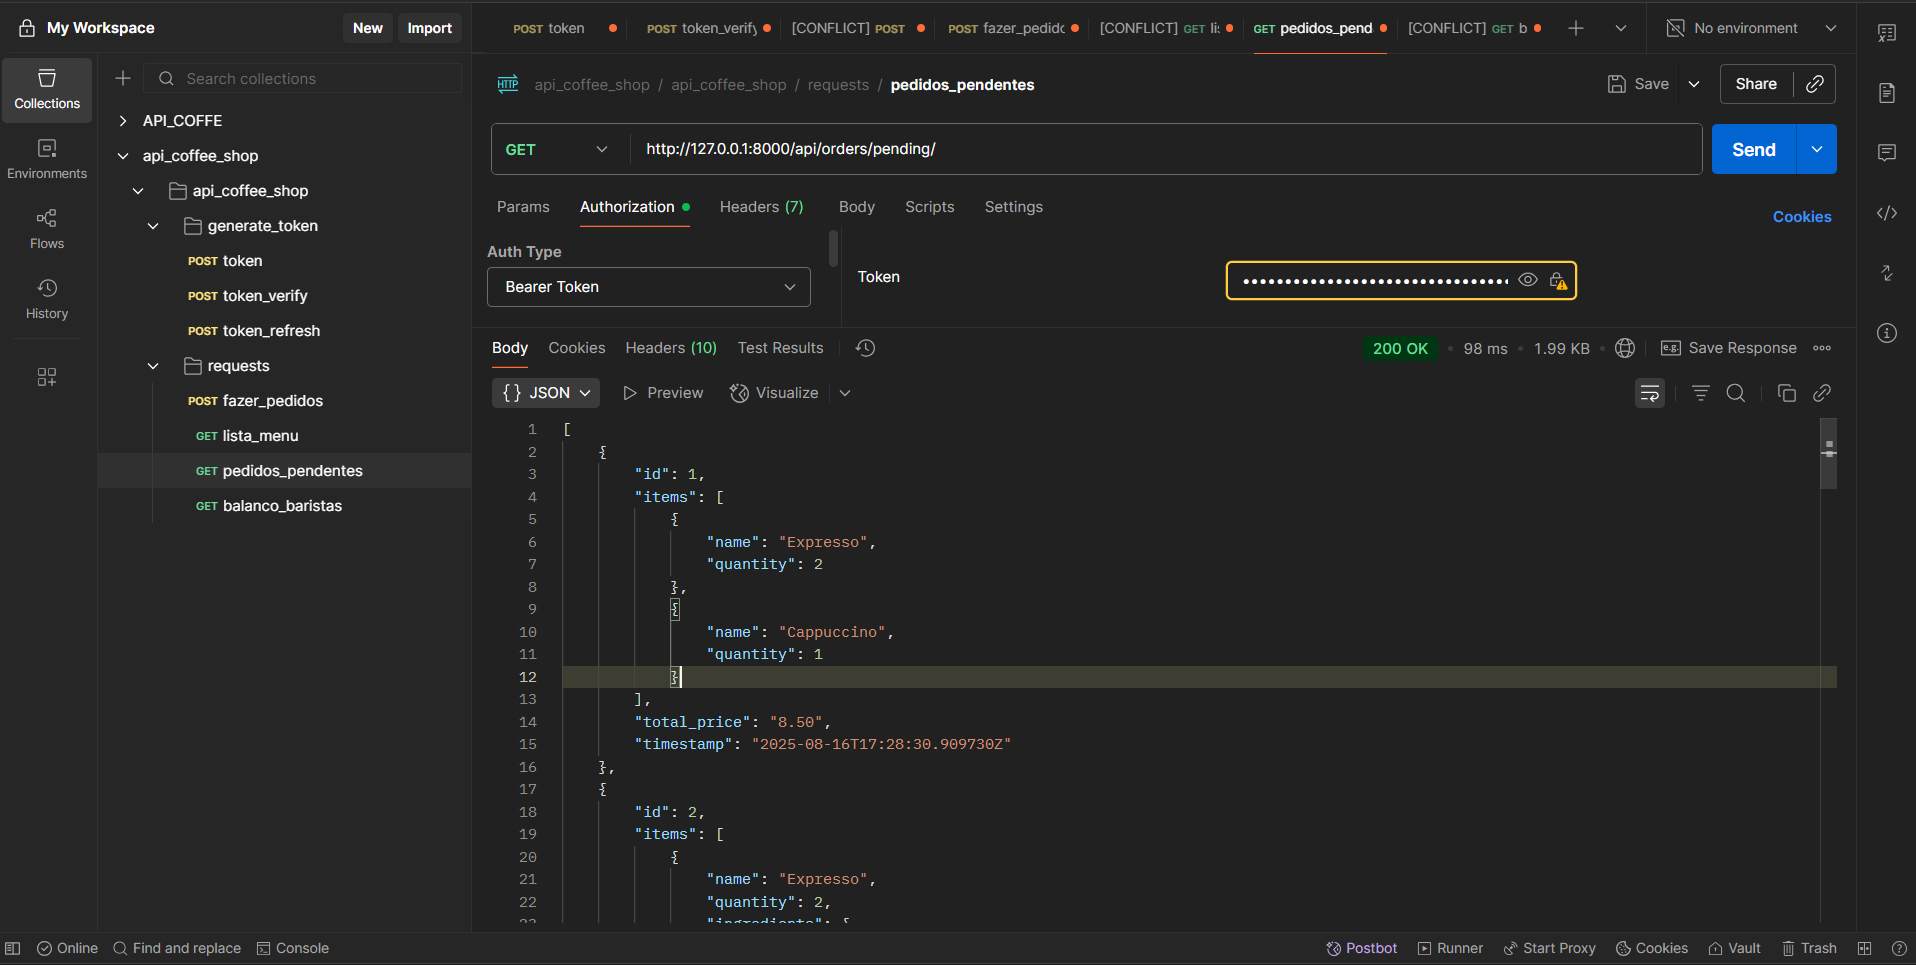 My Workspace
New
Import
POST token
POST token_verify
[CONFLICT] POST
POST fazer_pedidc
[CONFLICT] GET li
GET pedidos_pend
[CONFLICT] GET b
No environment
Collections
Environments
Flows
History
Search collections
API_COFFE
api_coffee_shop
api_coffee_shop
generate_token
POST token
POST token_verify
POST token_refresh
requests
POST fazer_pedidos
GET lista_menu
GET pedidos_pendentes
GET balanco_baristas
HTTP api_coffee_shop / api_coffee_shop / requests / pedidos_pendentes
Save
Share
GET
http://127.0.0.1:8000/api/orders/pending/
Send
Params
Authorization
Headers (7)
Body
Scripts
Settings
Cookies
Auth Type
Bearer Token
Token
Body
Cookies
Headers (10)
Test Results
200 OK • 98 ms • 1.99 KB •
e.g. Save Response
{} JSON
Preview
Visualize
1 [
2 {
3 "id": 1,
4 "items": [
5 {
6 "name": "Expresso",
7 "quantity": 2
8 },
9 {
10 "name": "Cappuccino",
11 "quantity": 1
12 }
13 ],
14 "total_price": "8.50",
15 "timestamp": "2025-08-16T17:28:30.909730Z"
16 },
17 {
18 "id": 2,
19 "items": [
20 {
21 "name": "Expresso",
22 "quantity": 2,
23 "ingredients": {
Online
Find and replace
Console
Postbot
Runner
Start Proxy
Cookies
Vault
Trash